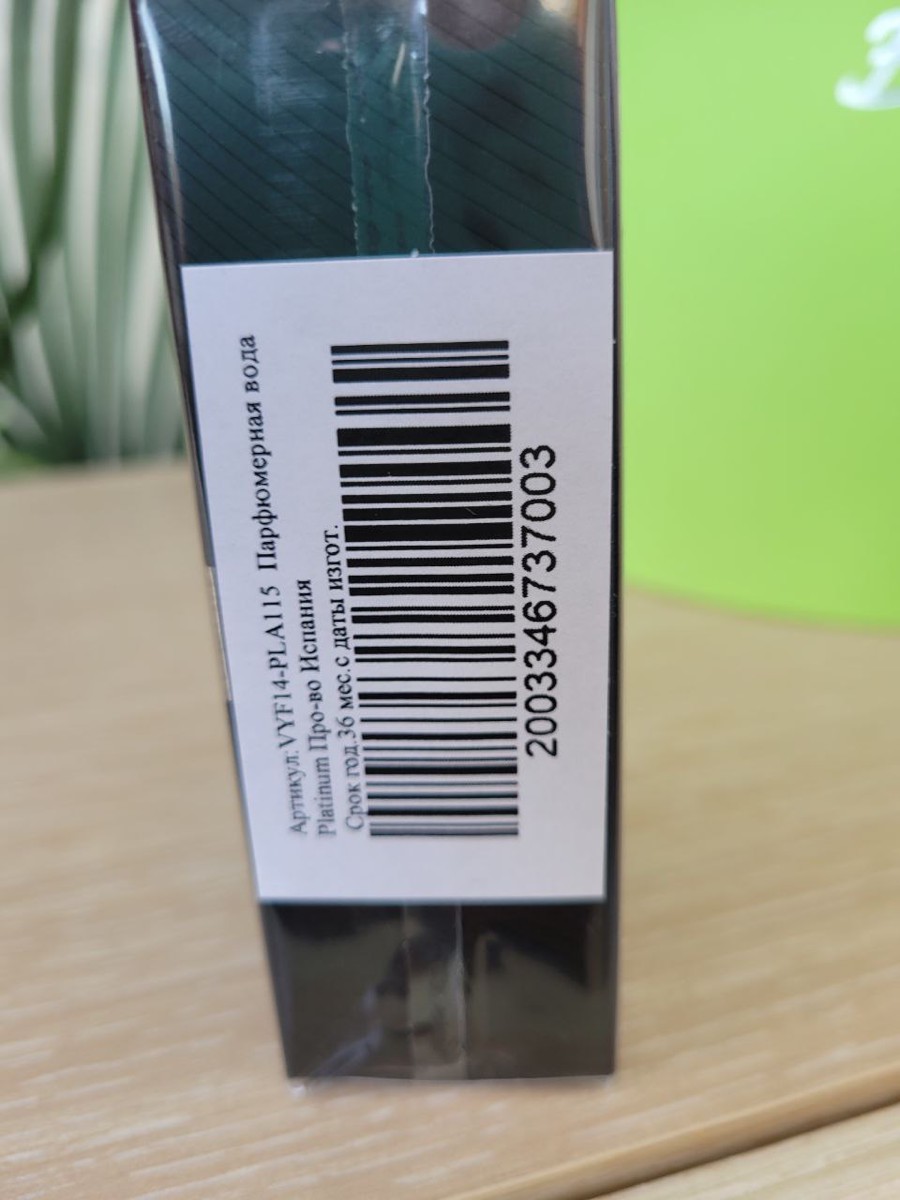 Артикул:VYF14-PLA115 Парфюмерная вода
Platinum Про-во Испания
Срок год.36 мес.с даты изгот.
2003346737003